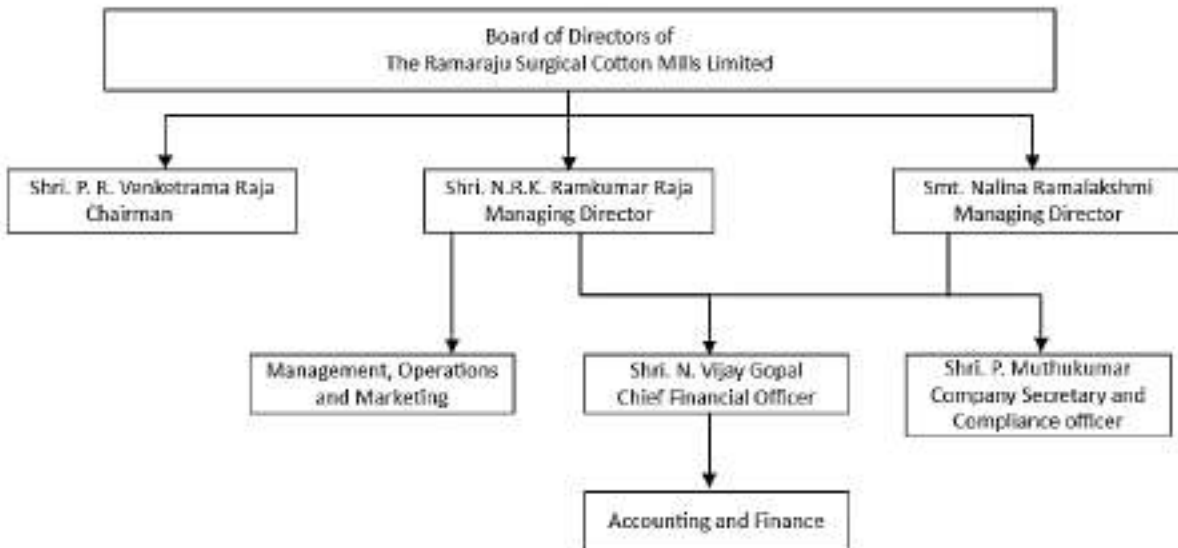 Board of Directors of
The Ramaraju Surgical Cotton Mills Limited
Shri. P. R. Venketrama Raja
Chairman
Shri. N.R.K. Ramkumar Raja
Managing Director
Smt. Nalina Ramalakshmi
Managing Director
Management, Operations
and Marketing
Shri. N. Vijay Gopal
Chief Financial Officer
Shri. P. Muthukumar
Company Secretary and
Compliance officer
Accounting and Finance